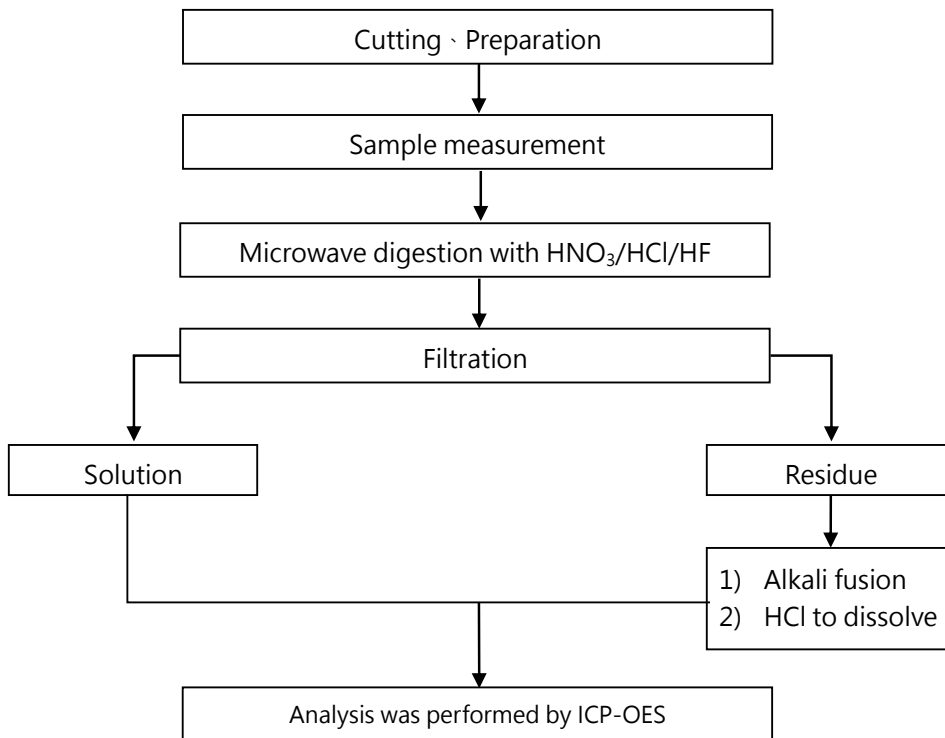 Cutting、Preparation
Sample measurement
Microwave digestion with HNO₃/HCl/HF
Filtration
Solution
Residue
1) Alkali fusion
2) HCl to dissolve
Analysis was performed by ICP-OES